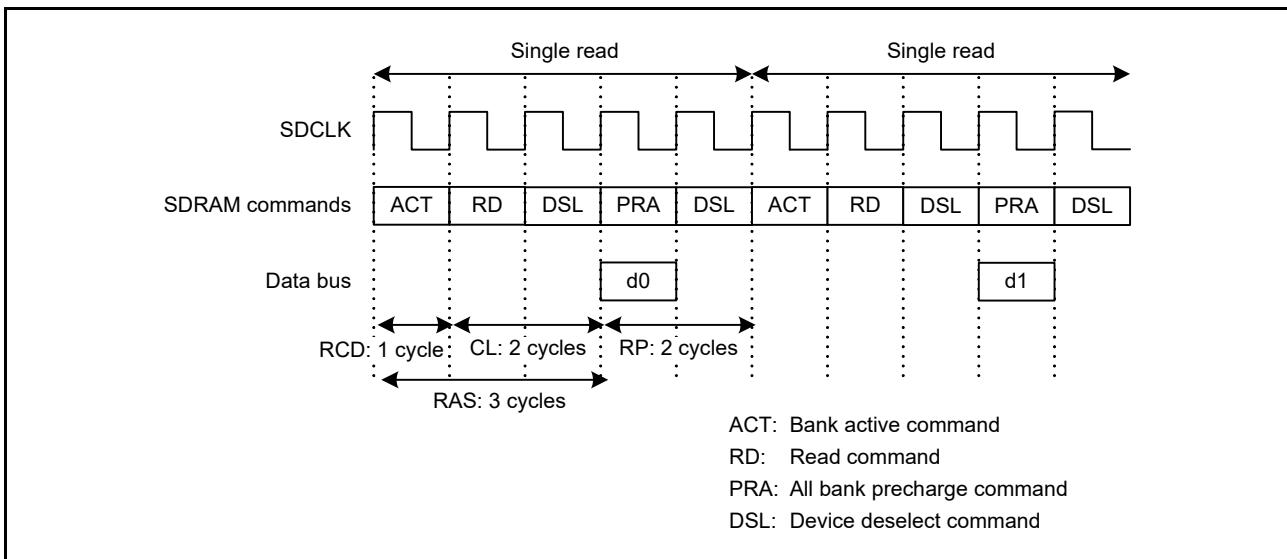 Single read Single read
SDCLK
SDRAM commands ACT RD DSL PRA DSL ACT RD DSL PRA DSL
Data bus d0 d1
RCD: 1 cycle CL: 2 cycles RP: 2 cycles
RAS: 3 cycles
ACT: Bank active command
RD: Read command
PRA: All bank precharge command
DSL: Device deselect command